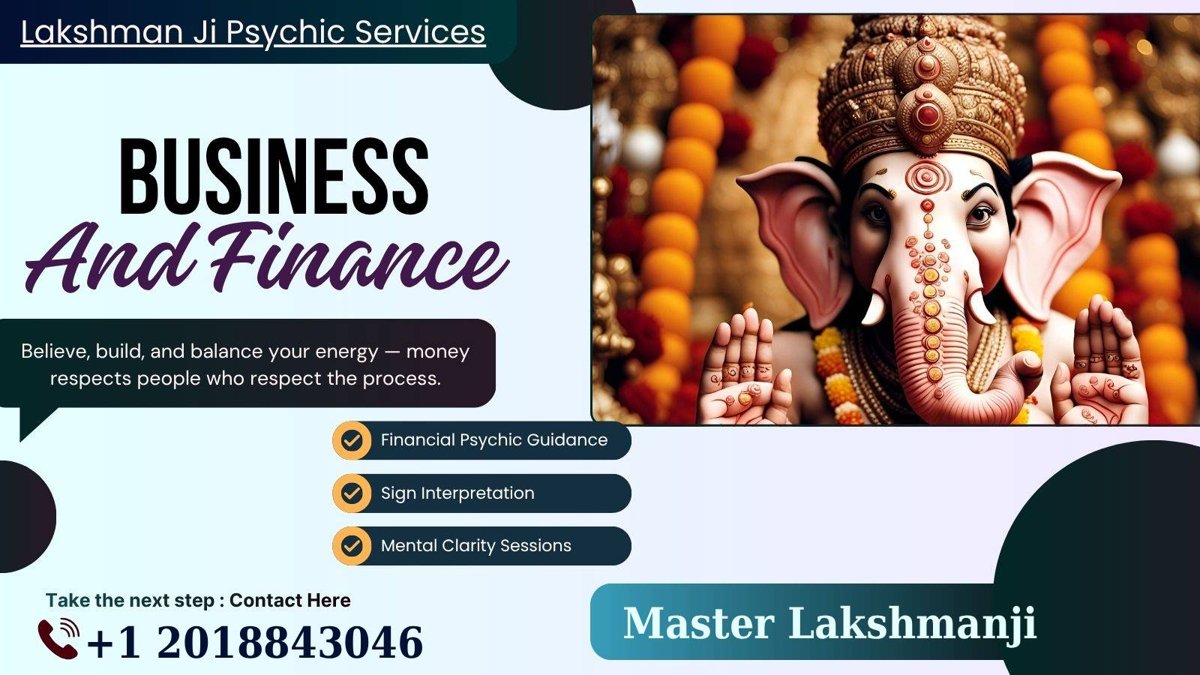 Lakshman Ji Psychic Services
BUSINESS
And Finance
Believe, build, and balance your energy — money
respects people who respect the process.
Financial Psychic Guidance
Sign Interpretation
Mental Clarity Sessions
Take the next step : Contact Here
+1 2018843046
Master Lakshmanji